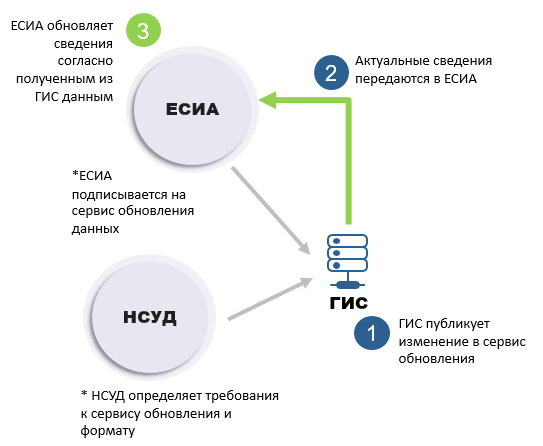 3
ЕСИА обновляет
сведения
согласно
полученным из
ГИС данным
ЕСИА
2
Актуальные сведения
передаются в ЕСИА
*ЕСИА
подписывается на
сервис обновления
данных
НСУД
ГИС
1
ГИС публикует
изменение в сервис
обновления
* НСУД определяет требования
к сервису обновления и
формату